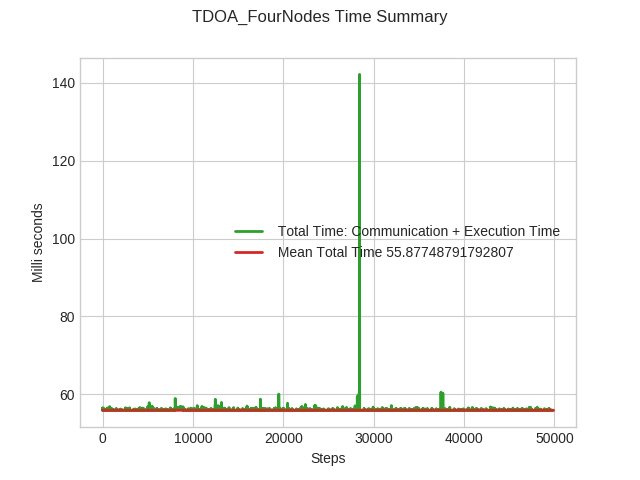 TDOA_FourNodes Time Summary
140
120
100
80
60
Milli seconds
Total Time: Communication + Execution Time
Mean Total Time 55.87748791792807
0
10000
20000
30000
40000
50000
Steps